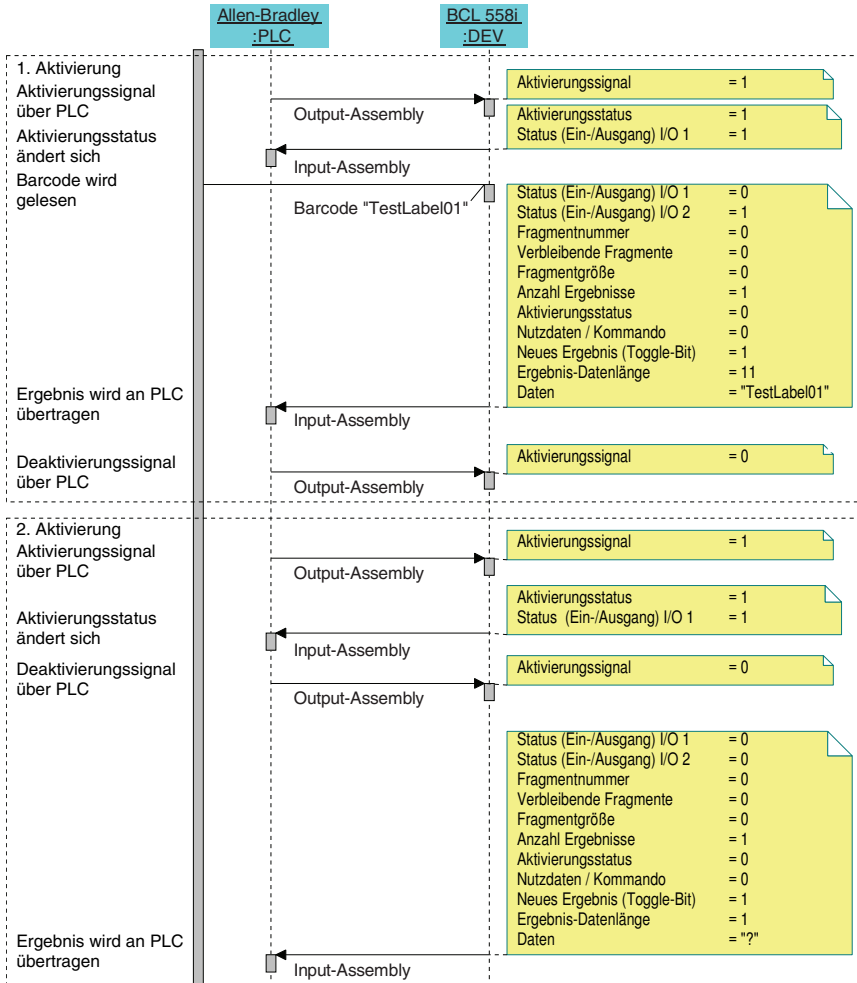 Allen-Bradley
:PLC
BCL 558i
:DEV
1. Aktivierung
Aktivierungssignal
über PLC
Output-Assembly
Aktivierungssignal = 1
Aktivierungsstatus
ändert sich
Input-Assembly
Aktivierungsstatus = 1
Status (Ein-/Ausgang) I/O 1 = 1
Barcode wird
gelesen
Barcode "TestLabel01"
Status (Ein-/Ausgang) I/O 1 = 0
Status (Ein-/Ausgang) I/O 2 = 1
Fragmentnummer = 0
Verbleibende Fragmente = 0
Fragmentgröße = 0
Anzahl Ergebnisse = 1
Aktivierungsstatus = 0
Nutzdaten / Kommando = 0
Neues Ergebnis (Toggle-Bit) = 1
Ergebnis-Datenlänge = 11
Daten = "TestLabel01"
Ergebnis wird an PLC
übertragen
Input-Assembly
Deaktivierungssignal
über PLC
Output-Assembly
Aktivierungssignal = 0
2. Aktivierung
Aktivierungssignal
über PLC
Output-Assembly
Aktivierungssignal = 1
Aktivierungsstatus = 1
Status (Ein-/Ausgang) I/O 1 = 1
Aktivierungsstatus
ändert sich
Input-Assembly
Deaktivierungssignal
über PLC
Output-Assembly
Aktivierungssignal = 0
Status (Ein-/Ausgang) I/O 1 = 0
Status (Ein-/Ausgang) I/O 2 = 0
Fragmentnummer = 0
Verbleibende Fragmente = 0
Fragmentgröße = 0
Anzahl Ergebnisse = 1
Aktivierungsstatus = 0
Nutzdaten / Kommando = 0
Neues Ergebnis (Toggle-Bit) = 1
Ergebnis-Datenlänge = 1
Daten = "?"
Ergebnis wird an PLC
übertragen
Input-Assembly